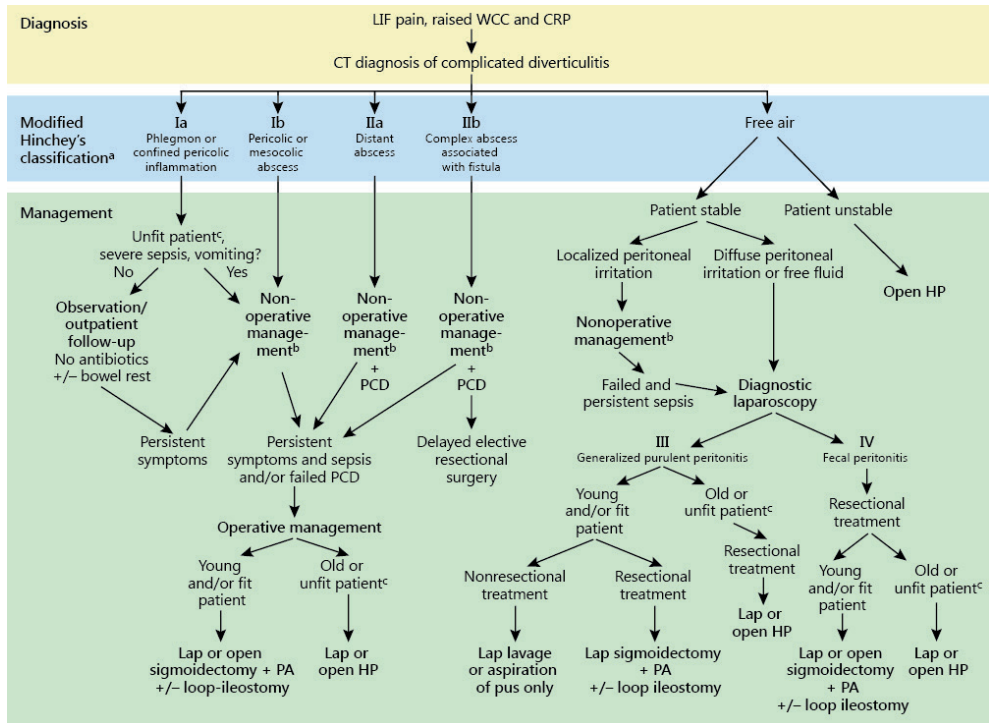 Diagnosis
LIF pain, raised WCC and CRP
CT diagnosis of complicated diverticulitis
Modified
Hinchey's
classificationᵃ
Ia
Phlegmon or
confined pericolic
inflammation
Ib
Pericolic or
mesocolic
abscess
IIa
Distant
abscess
IIb
Complex abscess
associated
with fistula
Free air
Management
Unfit patientᶜ,
severe sepsis, vomiting?
No
Yes
Observation/
outpatient
follow-up
No antibiotics
+/– bowel rest
Persistent
symptoms
Non-
operative
manage-
mentᵇ
Non-
operative
manage-
mentᵇ
+
PCD
Non-
operative
manage-
mentᵇ
+
PCD
Persistent
symptoms and sepsis
and/or failed PCD
Delayed elective
resectional
surgery
Operative management
Young
and/or fit
patient
Old or
unfit patientᶜ
Lap or open
sigmoidectomy + PA
+/– loop-ileostomy
Lap or
open HP
Patient stable
Patient unstable
Localized peritoneal
irritation
Diffuse peritoneal
irritation or free fluid
Open HP
Nonoperative
managementᵇ
Failed and
persistent sepsis
Diagnostic
laparoscopy
III
Generalized purulent peritonitis
IV
Fecal peritonitis
Young
and/or fit
patient
Old or
unfit patientᶜ
Resectional
treatment
Nonresectional
treatment
Resectional
treatment
Resectional
treatment
Young
and/or fit
patient
Old or
unfit patientᶜ
Lap lavage
or aspiration
of pus only
Lap sigmoidectomy
+ PA
+/– loop ileostomy
Lap or
open HP
Lap or open
sigmoidectomy
+ PA
+/– loop ileostomy
Lap or
open HP